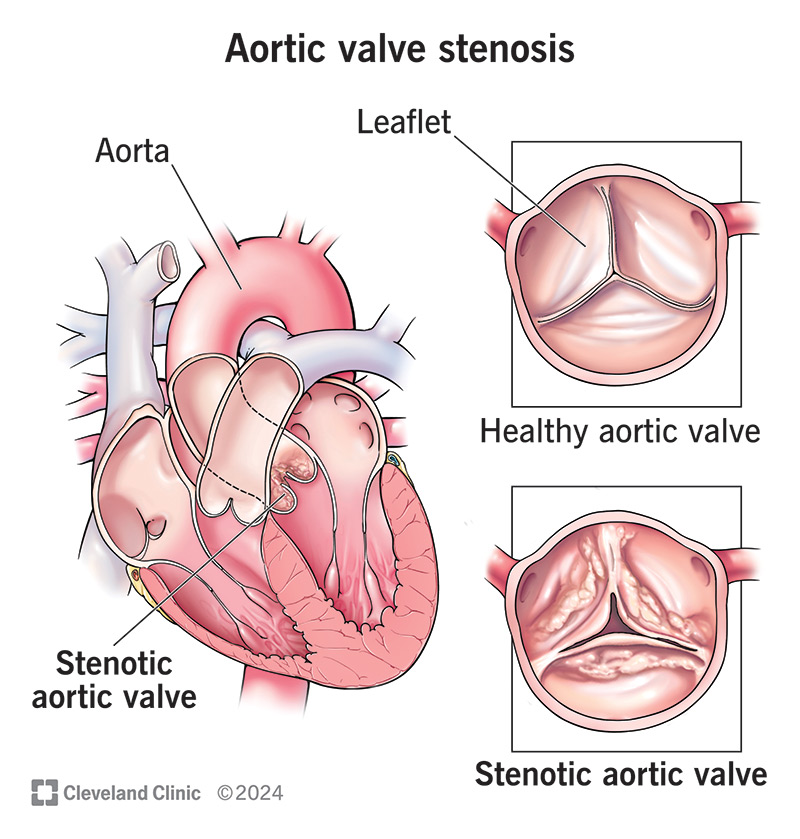 Aortic valve stenosis
Leaflet
Aorta
Healthy aortic valve
Stenotic
aortic valve
Stenotic aortic valve
Cleveland Clinic ©2024